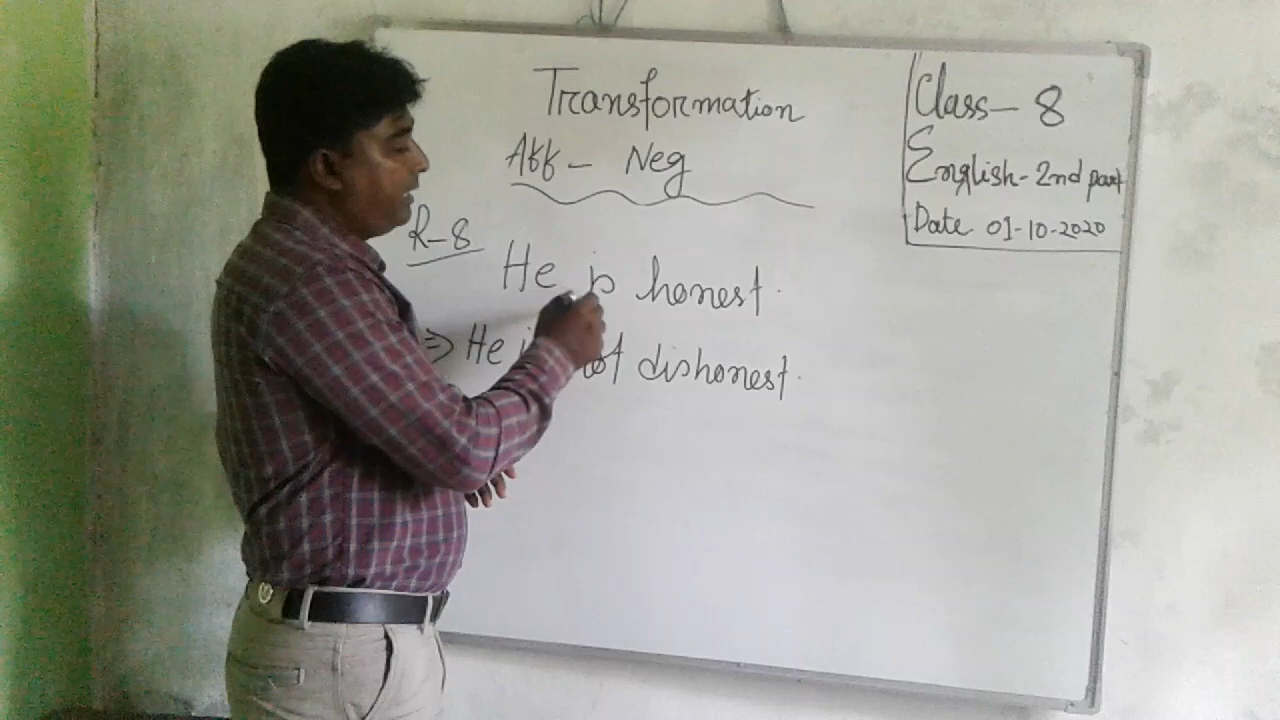 Transformation
Aff - Neg
Class - 8
English - 2nd part
Date 01-10-2020
R-8
He is honest.
⇒ He is not dishonest.